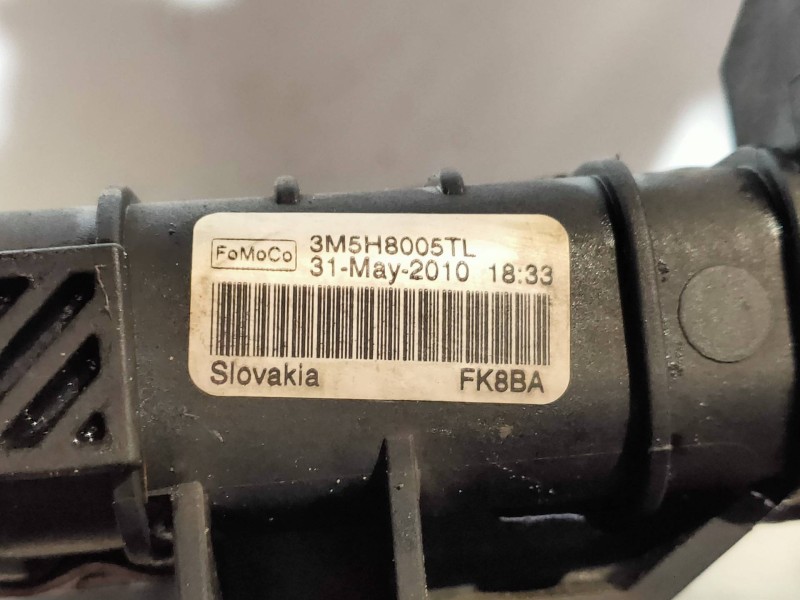 FoMoCo 3M5H8005TL
31-May-2010 18:33
Slovakia FK8BA